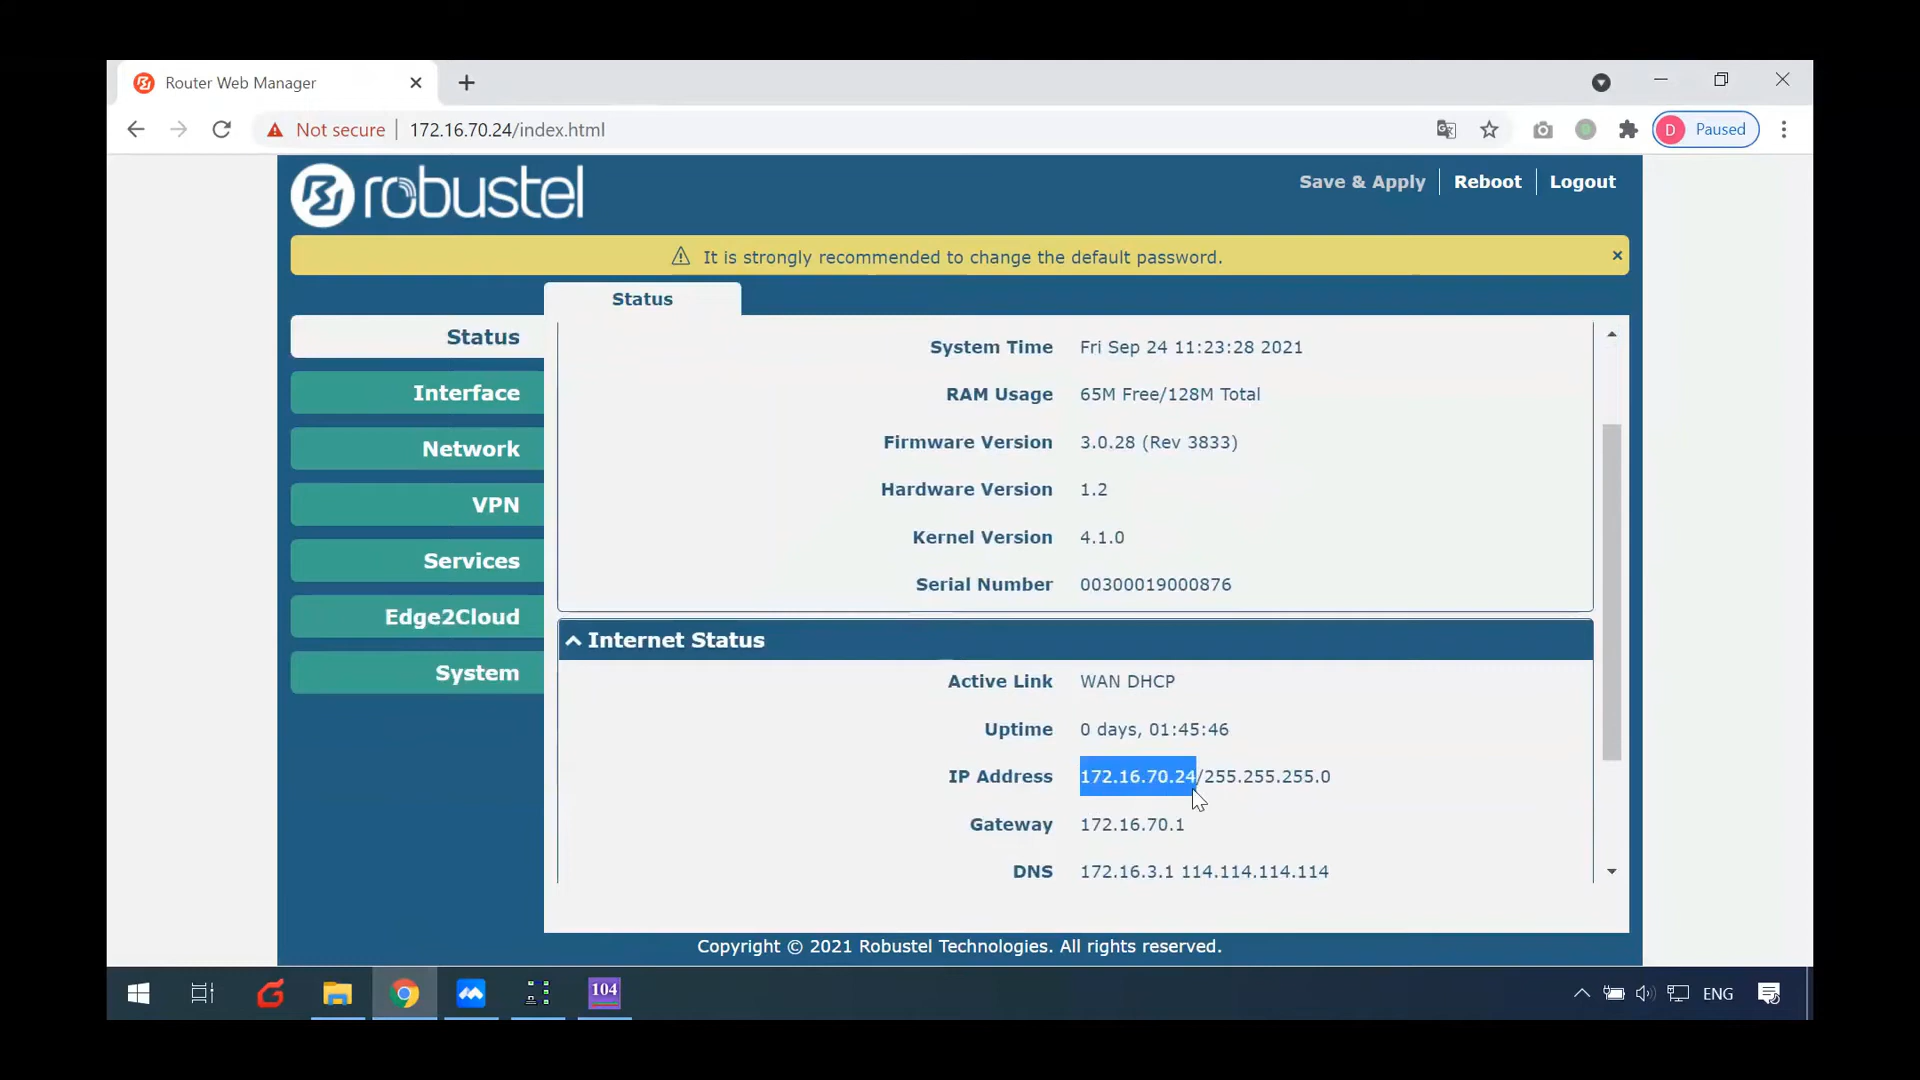 Router Web Manager
Not secure
172.16.70.24/index.html
D Paused
robustel
Save & Apply
Reboot
Logout
It is strongly recommended to change the default password.
Status
Status
Interface
Network
VPN
Services
Edge2Cloud
System
System Time Fri Sep 24 11:23:28 2021
RAM Usage 65M Free/128M Total
Firmware Version 3.0.28 (Rev 3833)
Hardware Version 1.2
Kernel Version 4.1.0
Serial Number 00300019000876
Internet Status
Active Link WAN DHCP
Uptime 0 days, 01:45:46
IP Address 172.16.70.24/255.255.255.0
Gateway 172.16.70.1
DNS 172.16.3.1 114.114.114.114
Copyright © 2021 Robustel Technologies. All rights reserved.
104
ENG